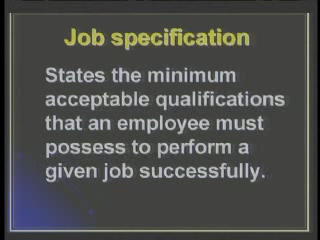 Job specification
States the minimum
acceptable qualifications
that an employee must
possess to perform a
given job successfully.